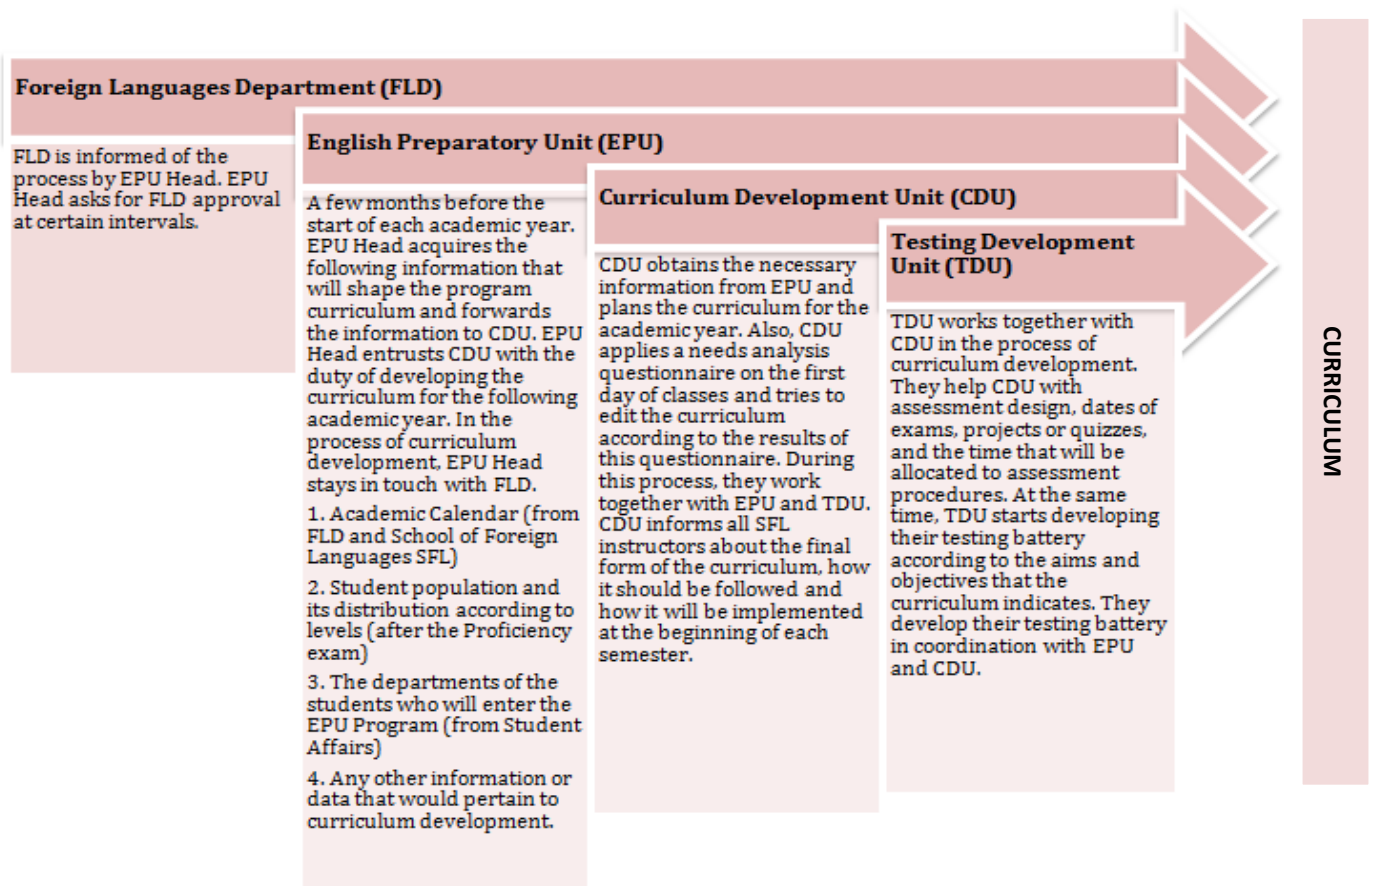 Foreign Languages Department (FLD)
FLD is informed of the
process by EPU Head. EPU
Head asks for FLD approval
at certain intervals.
English Preparatory Unit (EPU)
A few months before the
start of each academic year.
EPU Head acquires the
following information that
will shape the program
curriculum and forwards
the information to CDU. EPU
Head entrusts CDU with the
duty of developing the
curriculum for the following
academic year. In the
process of curriculum
development, EPU Head
stays in touch with FLD.
1. Academic Calendar (from
FLD and School of Foreign
Languages SFL)
2. Student population and
its distribution according to
levels (after the Proficiency
exam)
3. The departments of the
students who will enter the
EPU Program (from Student
Affairs)
4. Any other information or
data that would pertain to
curriculum development.
Curriculum Development Unit (CDU)
CDU obtains the necessary
information from EPU and
plans the curriculum for the
academic year. Also, CDU
applies a needs analysis
questionnaire on the first
day of classes and tries to
edit the curriculum
according to the results of
this questionnaire. During
this process, they work
together with EPU and TDU.
CDU informs all SFL
instructors about the final
form of the curriculum, how
it should be followed and
how it will be implemented
at the beginning of each
semester.
Testing Development
Unit (TDU)
TDU works together with
CDU in the process of
curriculum development.
They help CDU with
assessment design, dates of
exams, projects or quizzes,
and the time that will be
allocated to assessment
procedures. At the same
time, TDU starts developing
their testing battery
according to the aims and
objectives that the
curriculum indicates. They
develop their testing battery
in coordination with EPU
and CDU.
CURRICULUM